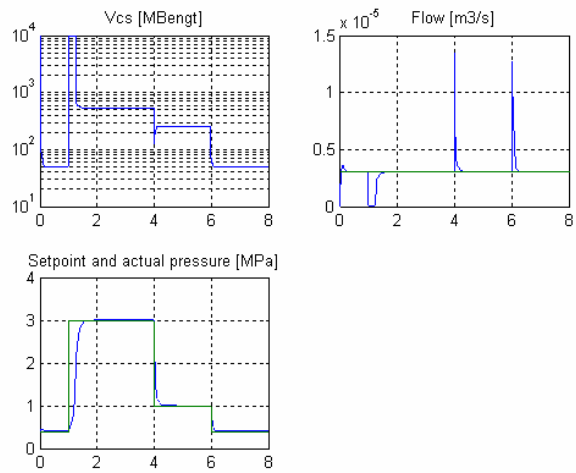 Vcs [MBengt]
10^4
10^3
10^2
10^1
0 2 4 6 8
Flow [m3/s]
x 10^-5
1.5
1
0.5
0
0 2 4 6 8
Setpoint and actual pressure [MPa]
4
3
2
1
0
0 2 4 6 8